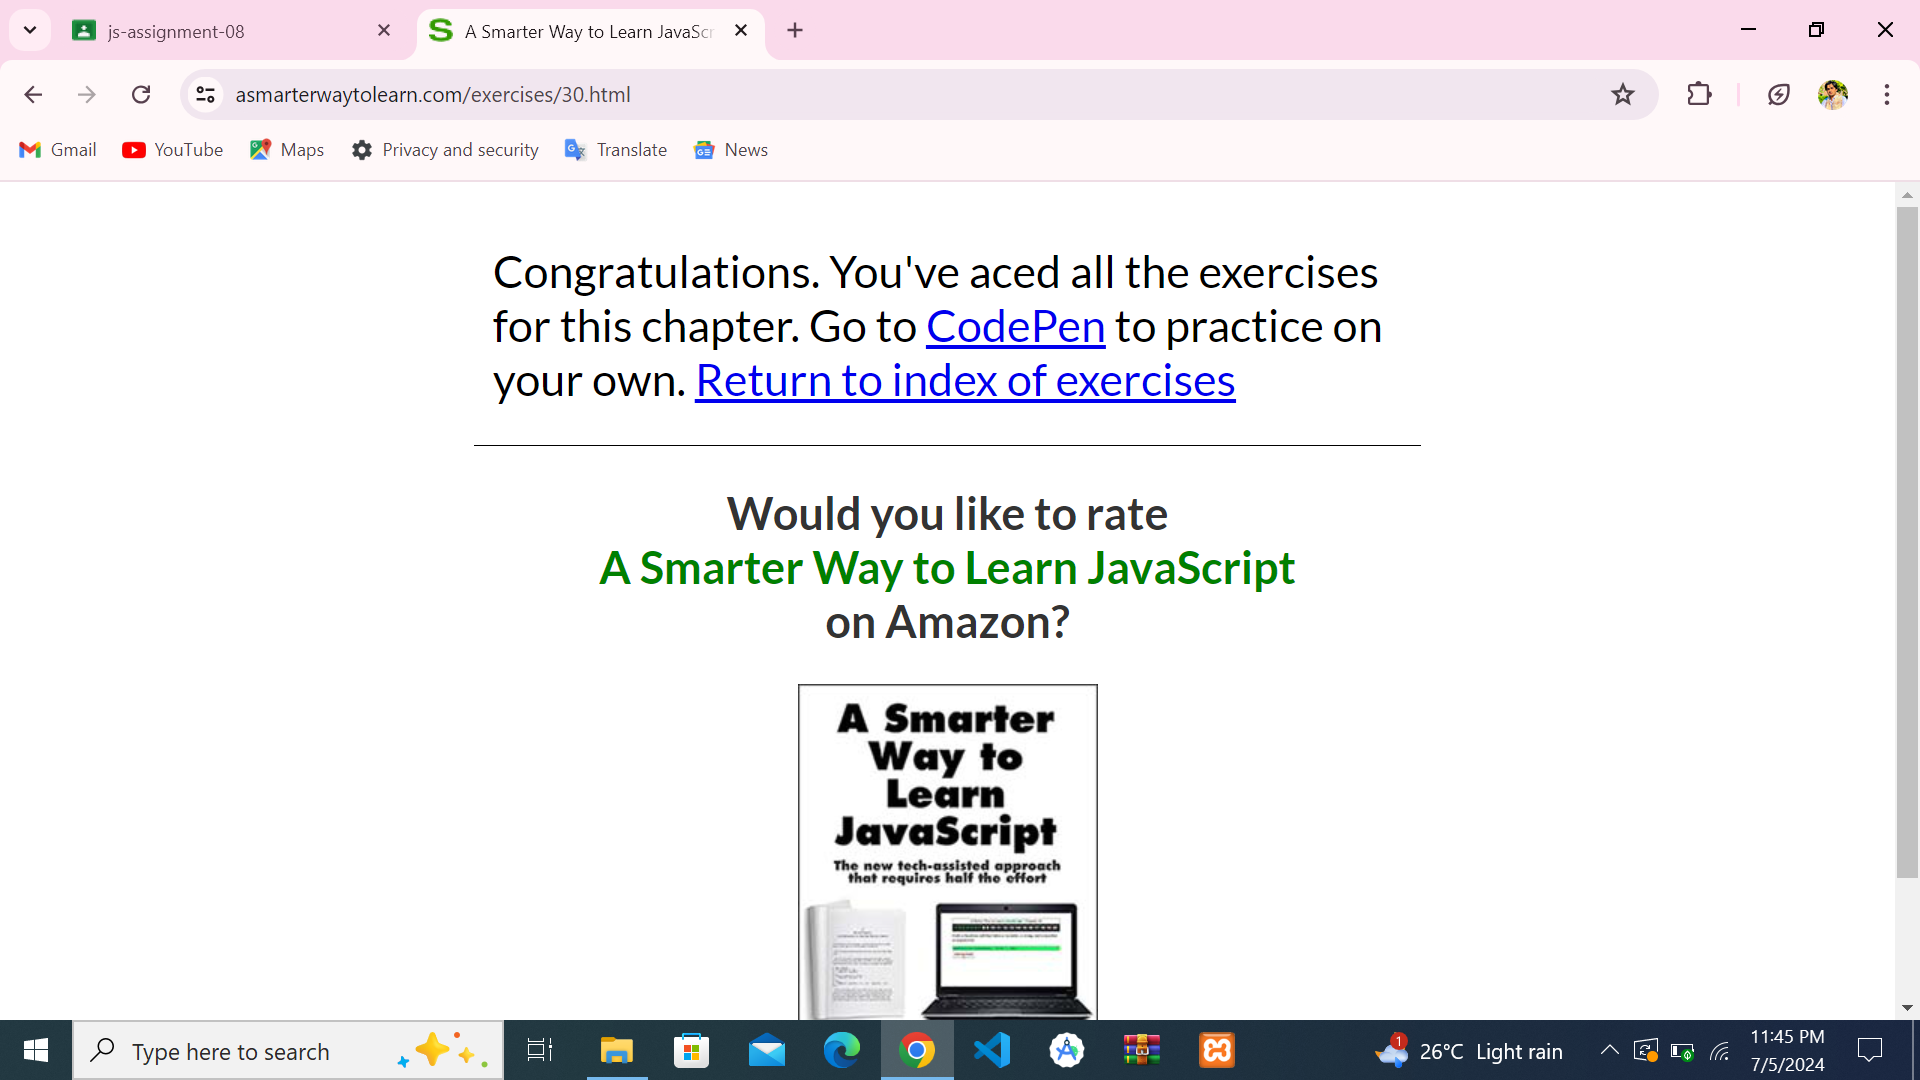 js-assignment-08
A Smarter Way to Learn JavaScr
asmarterwaytolearn.com/exercises/30.html
Gmail
YouTube
Maps
Privacy and security
Translate
News
Congratulations. You've aced all the exercises
for this chapter. Go to CodePen to practice on
your own. Return to index of exercises
Would you like to rate
A Smarter Way to Learn JavaScript
on Amazon?
A Smarter
Way to
Learn
JavaScript
The new tech-assisted approach
that requires half the effort
Type here to search
1
26°C Light rain
11:45 PM
7/5/2024